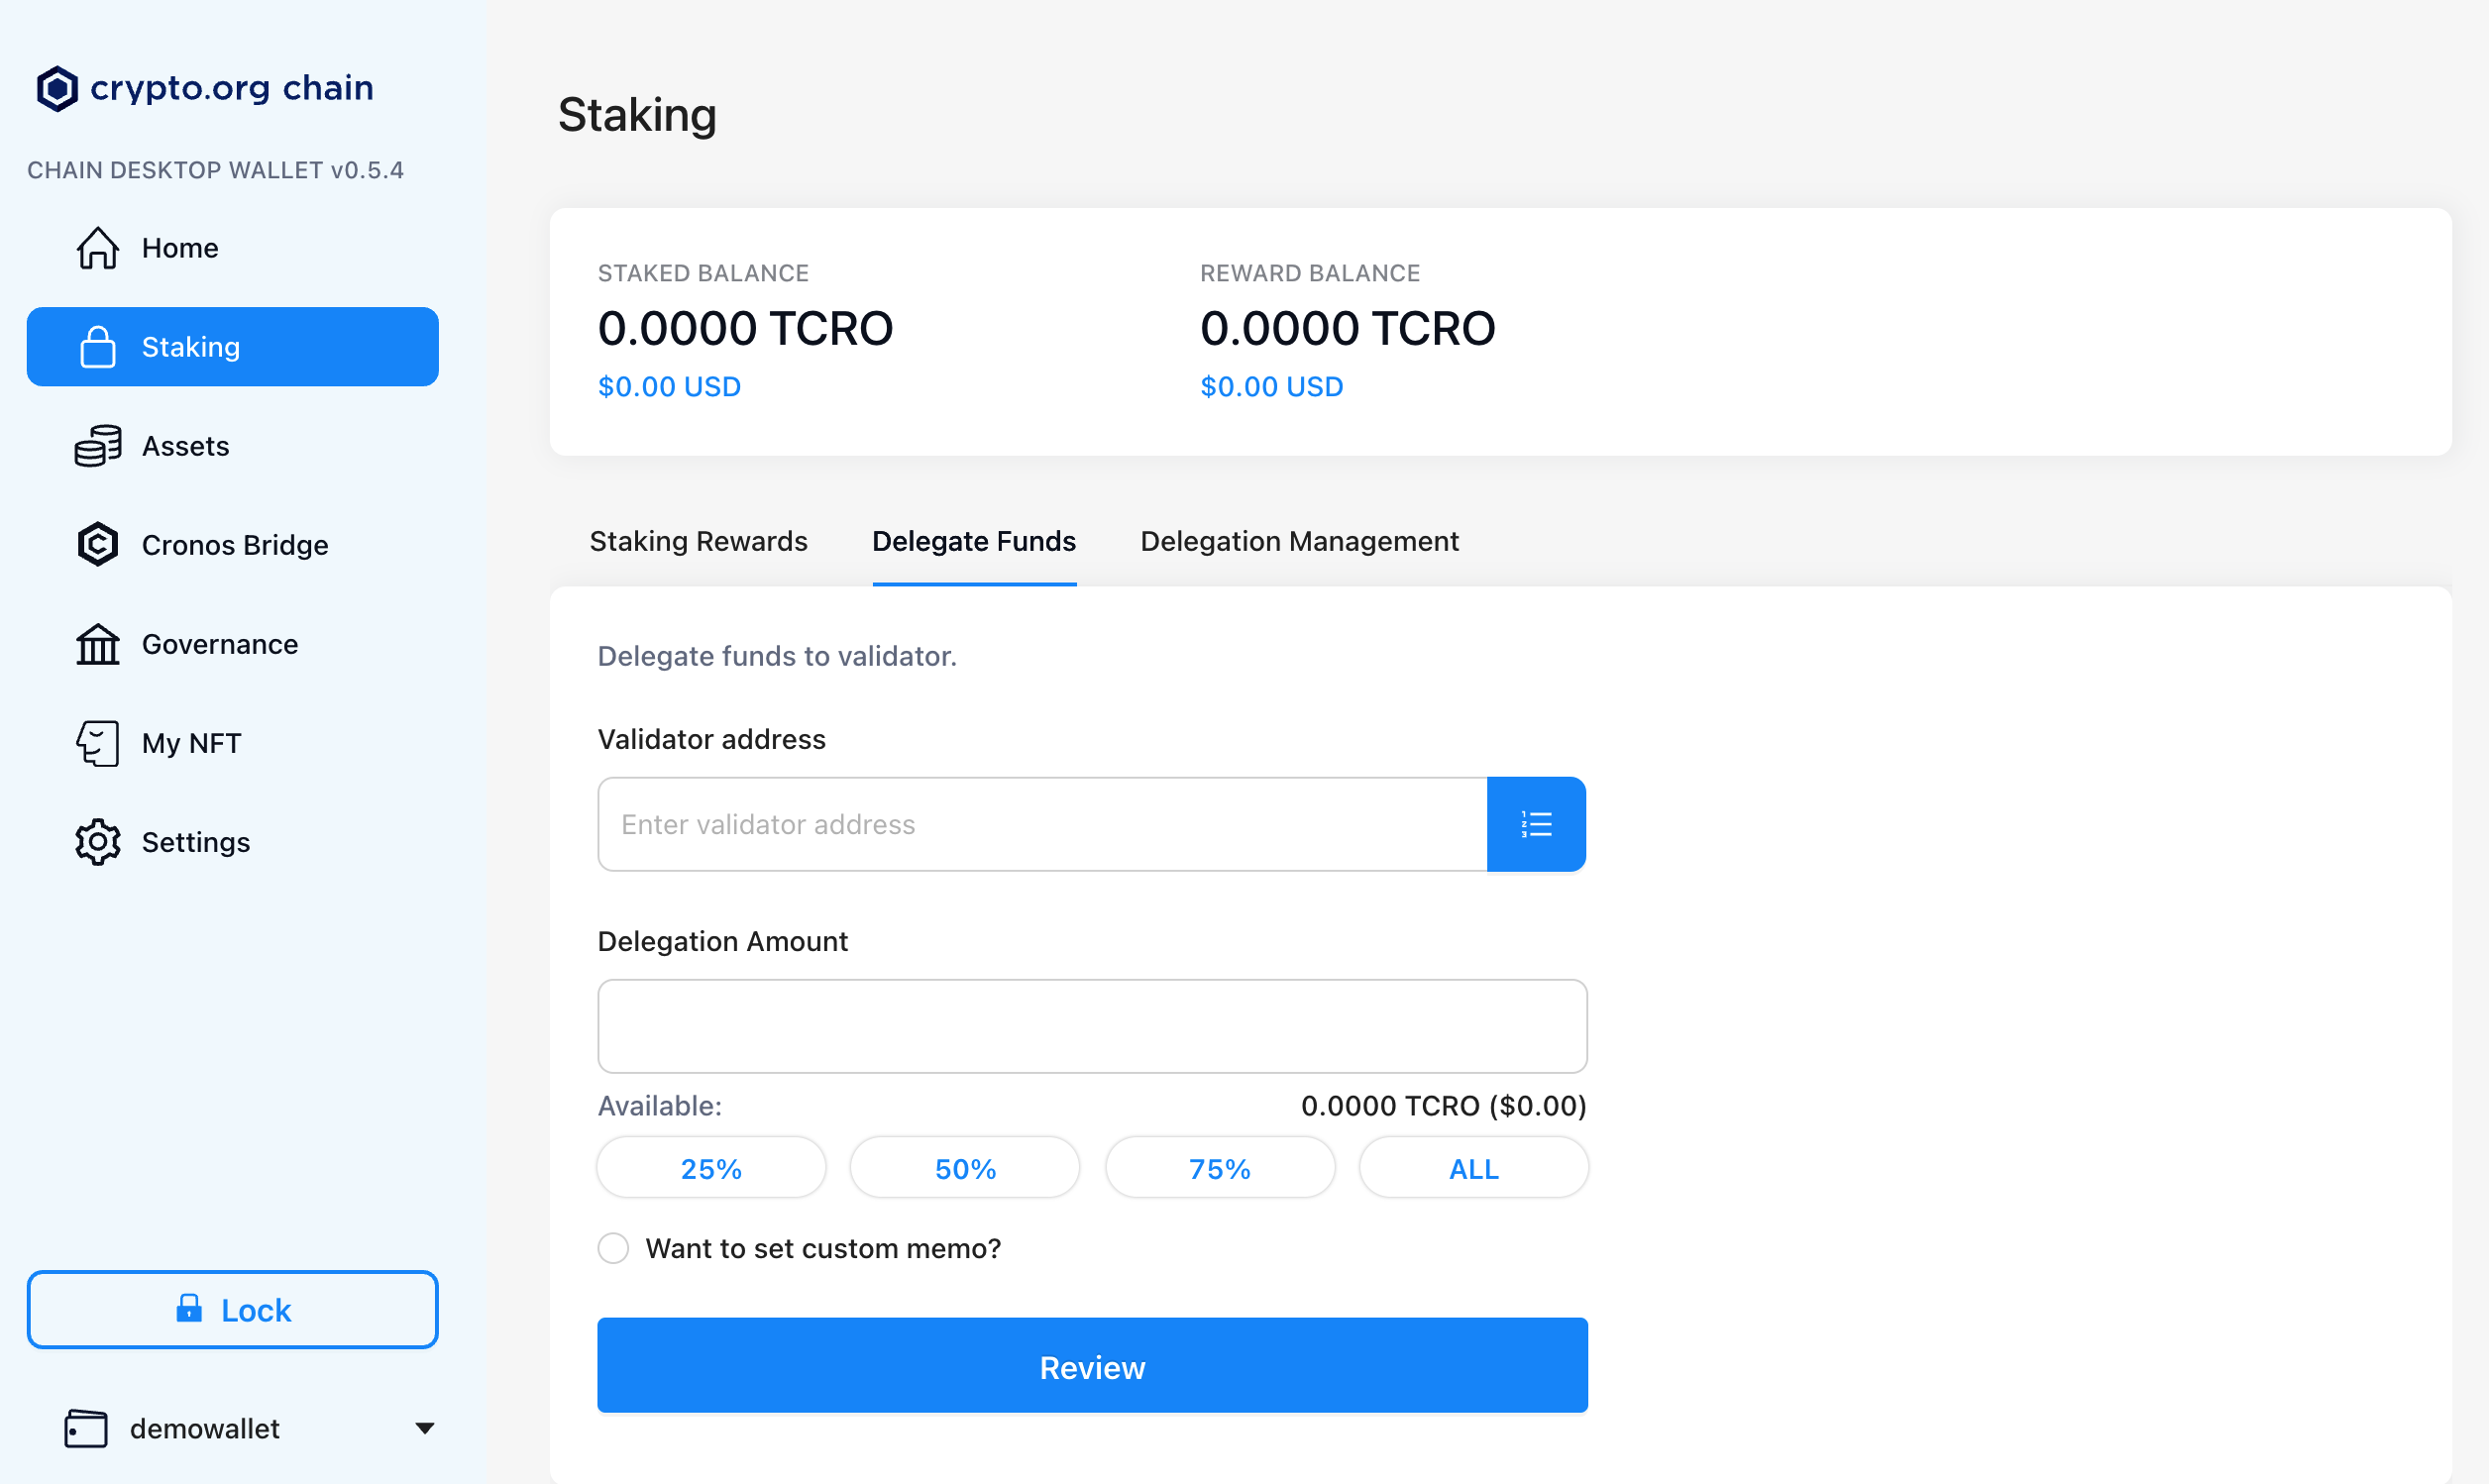 crypto.org chain
CHAIN DESKTOP WALLET v0.5.4
Home
Staking
Assets
Cronos Bridge
Governance
My NFT
Settings
Lock
demowallet
Staking
STAKED BALANCE
0.0000 TCRO
$0.00 USD
REWARD BALANCE
0.0000 TCRO
$0.00 USD
Staking Rewards
Delegate Funds
Delegation Management
Delegate funds to validator.
Validator address
Enter validator address
Delegation Amount
Available:
0.0000 TCRO ($0.00)
25%
50%
75%
ALL
Want to set custom memo?
Review